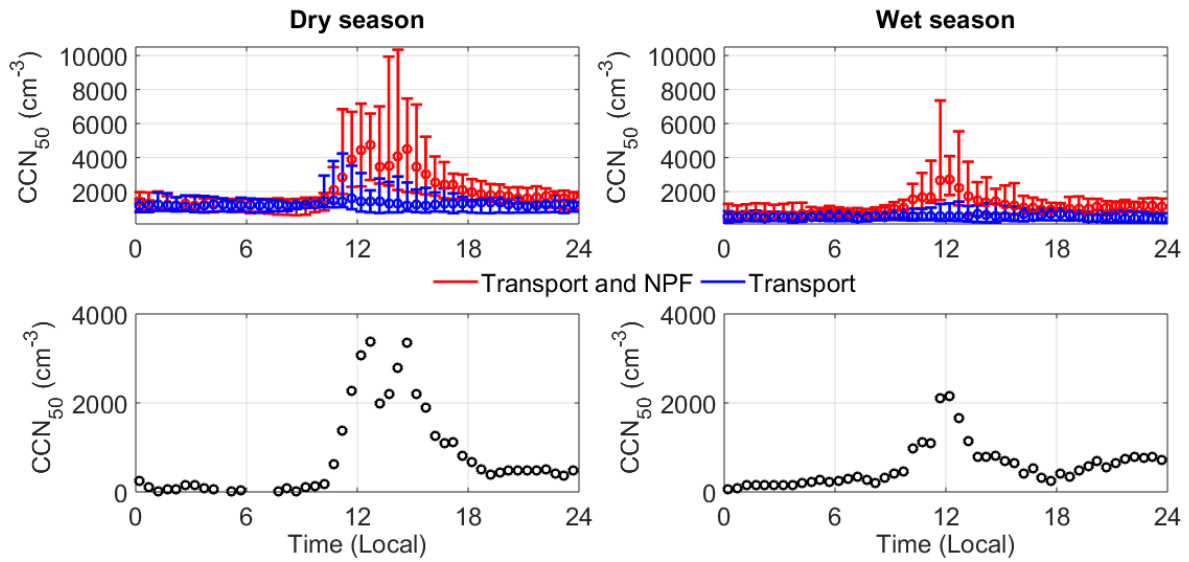 Dry season
Wet season
CCN50 (cm-3)
10000
8000
6000
4000
2000
0 6 12 18 24
CCN50 (cm-3)
10000
8000
6000
4000
2000
0 6 12 18 24
Transport and NPF Transport
CCN50 (cm-3)
4000
2000
0
0 6 12 18 24
Time (Local)
CCN50 (cm-3)
4000
2000
0
0 6 12 18 24
Time (Local)